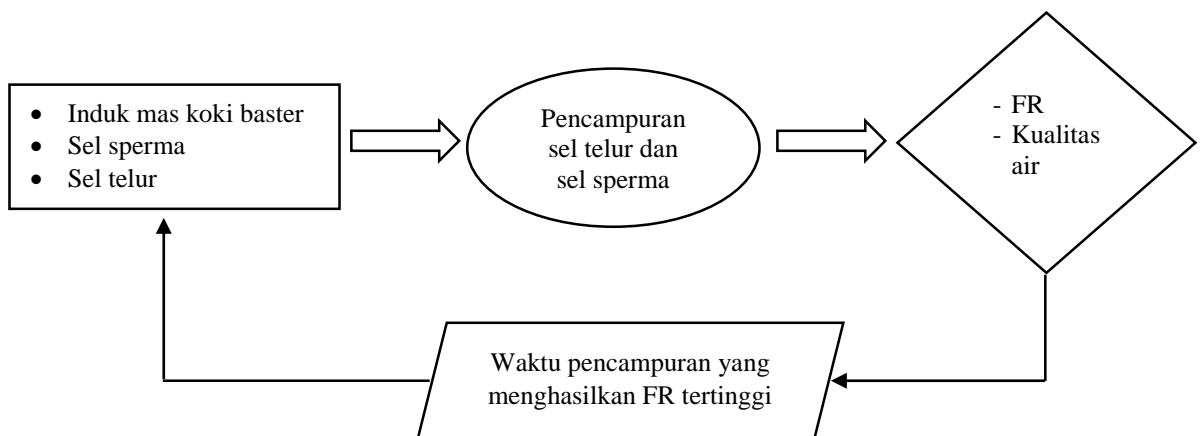 • Induk mas koki baster
• Sel sperma
• Sel telur
Pencampuran
sel telur dan
sel sperma
- FR
- Kualitas
air
Waktu pencampuran yang
menghasilkan FR tertinggi